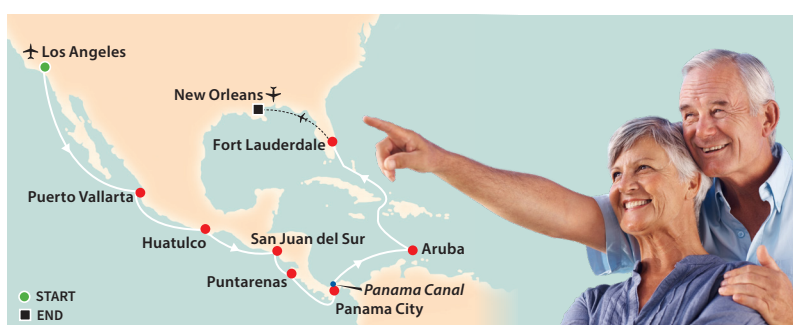 Los Angeles
New Orleans
Fort Lauderdale
Puerto Vallarta
Huatulco
San Juan del Sur
Aruba
Puntarenas
Panama Canal
Panama City
START
END